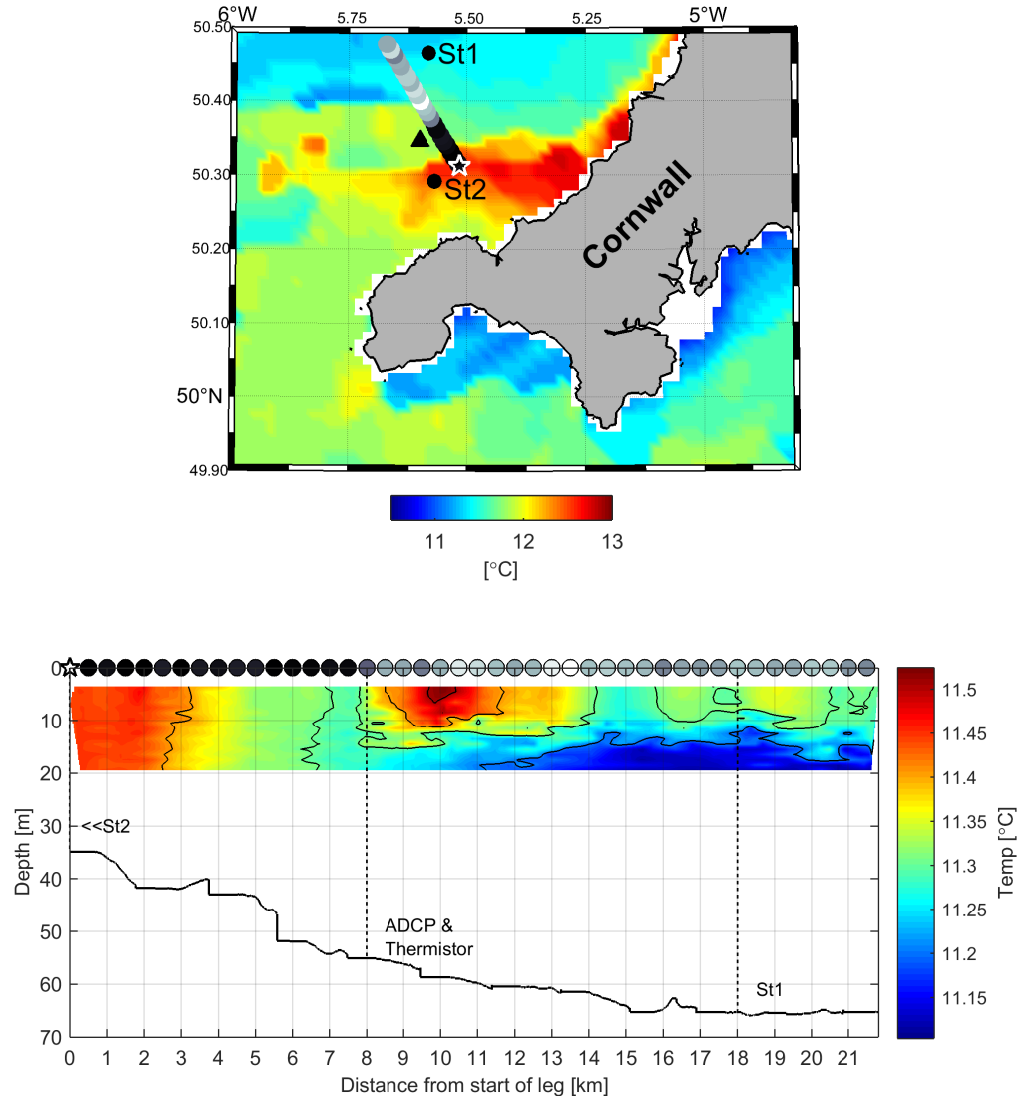 6°W 5.75 5.50 5.25 5°W
50.50
St1
50.40
50.30
St2
Cornwall
50.20
50.10
50°N
49.90
11 12 13
[°C]
0
10
20
30
40
50
60
70
Depth [m]
<<St2
ADCP &
Thermistor
St1
0 1 2 3 4 5 6 7 8 9 10 11 12 13 14 15 16 17 18 19 20 21
Distance from start of leg [km]
11.5
11.45
11.4
11.35
11.3
11.25
11.2
11.15
Temp [°C]